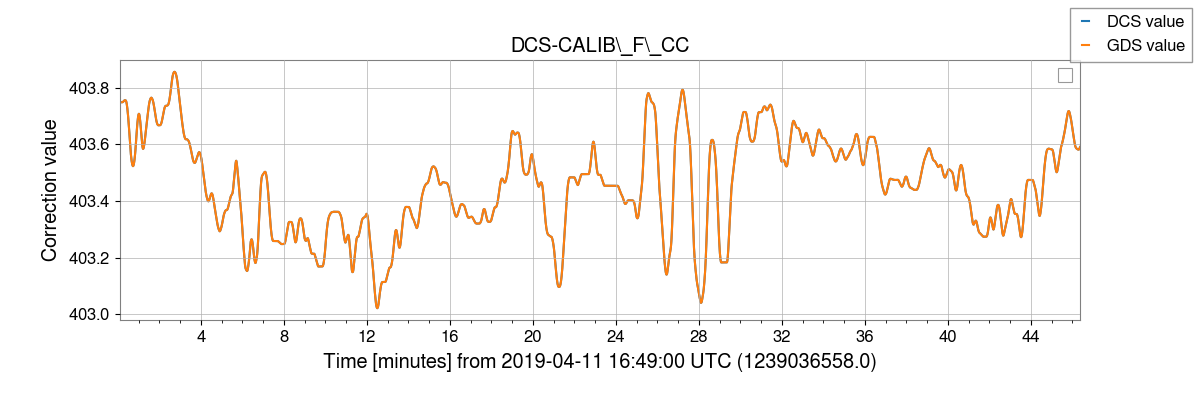 DCS value
GDS value
DCS-CALIB\_F\_CC
403.8
403.6
403.4
403.2
403.0
Correction value
4 8 12 16 20 24 28 32 36 40 44
Time [minutes] from 2019-04-11 16:49:00 UTC (1239036558.0)